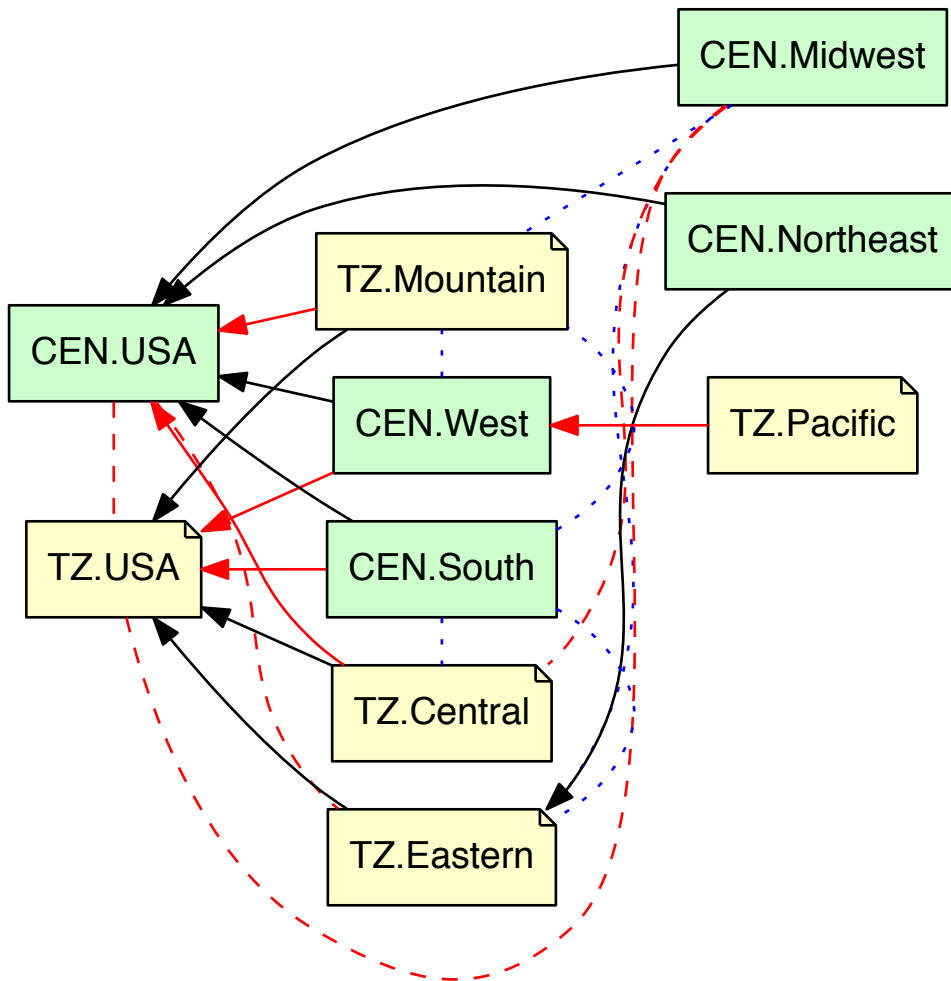 CEN.Midwest
CEN.Northeast
TZ.Mountain
CEN.USA
CEN.West
TZ.Pacific
TZ.USA
CEN.South
TZ.Central
TZ.Eastern